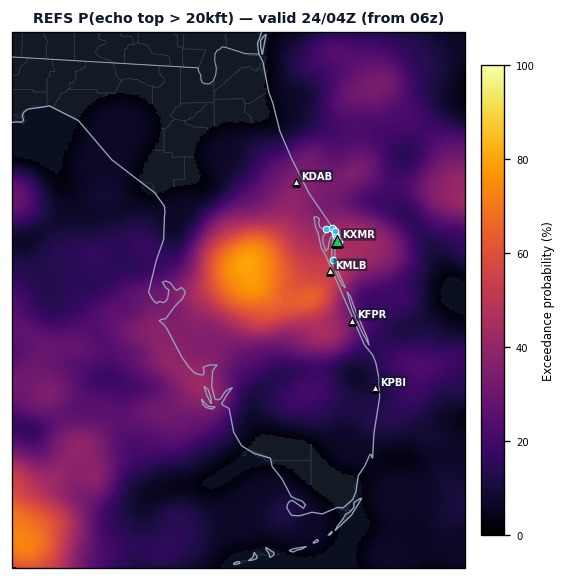 REFS P(echo top > 20kft) — valid 24/04Z (from 06z)
KDAB
KXMR
KMLB
KFPR
KPBI
100
80
60
40
20
0
Exceedance probability (%)